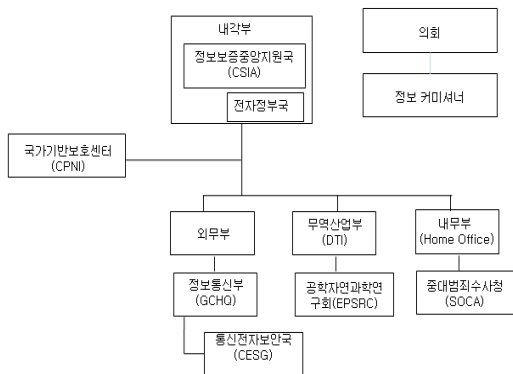 내각부
정보보증중앙지원국
(CSIA)
전자정부국
의회
정보 커미셔너
국가기반보호센터
(CPNI)
외무부
무역산업부
(DTI)
내무부
(Home Office)
정보통신부
(GCHQ)
공학자연과학연
구회(EPSRC)
중대범죄수사청
(SOCA)
통신전자보안국
(CESG)